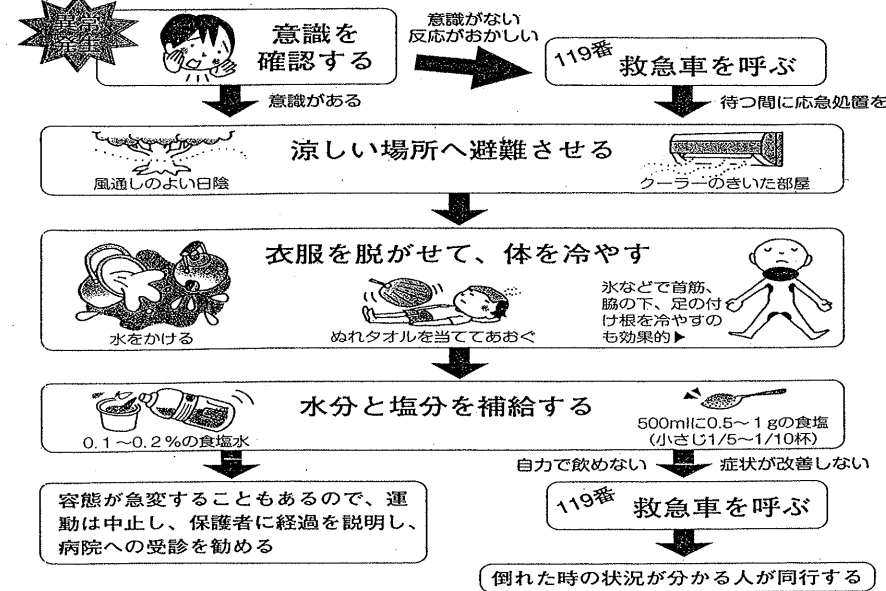 異常
発生
意識を
確認する
意識がない
反応がおかしい
119番
救急車を呼ぶ
意識がある
待つ間に応急処置を
涼しい場所へ避難させる
風通しのよい日陰
クーラーのきいた部屋
衣服を脱がせて、体を冷やす
水をかける
ぬれタオルを当ててあおぐ
氷などで首筋、
脇の下、足の付
け根を冷やすの
も効果的▶
水分と塩分を補給する
0.1〜0.2%の食塩水
500mlに0.5〜1gの食塩
(小さじ1/5〜1/10杯)
自力で飲めない
症状が改善しない
容態が急変することもあるので、運
動は中止し、保護者に経過を説明し、
病院への受診を勧める
119番
救急車を呼ぶ
倒れた時の状況が分かる人が同行する